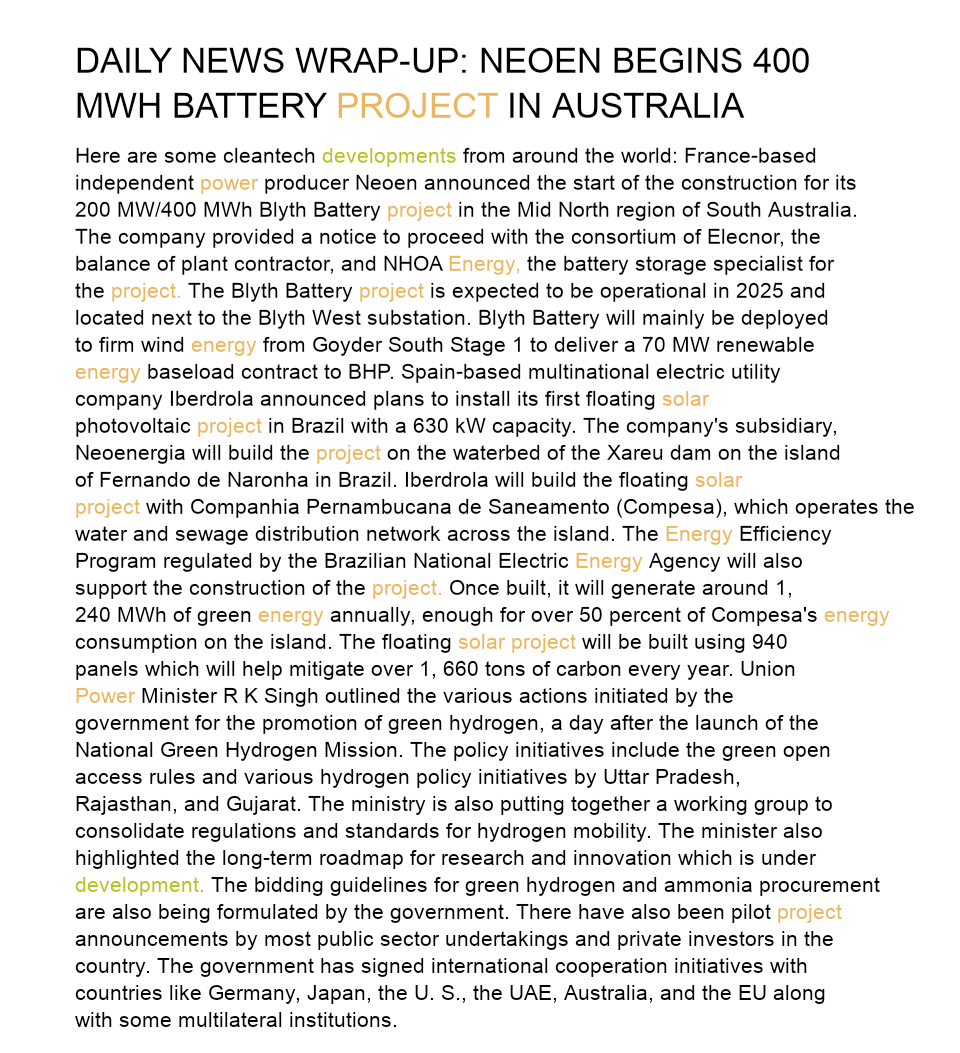 DAILY NEWS WRAP-UP: NEOEN BEGINS 400
MWH BATTERY PROJECT IN AUSTRALIA
Here are some cleantech developments from around the world: France-based
independent power producer Neoen announced the start of the construction for its
200 MW/400 MWh Blyth Battery project in the Mid North region of South Australia.
The company provided a notice to proceed with the consortium of Elecnor, the
balance of plant contractor, and NHOA Energy, the battery storage specialist for
the project. The Blyth Battery project is expected to be operational in 2025 and
located next to the Blyth West substation. Blyth Battery will mainly be deployed
to firm wind energy from Goyder South Stage 1 to deliver a 70 MW renewable
energy baseload contract to BHP. Spain-based multinational electric utility
company Iberdrola announced plans to install its first floating solar
photovoltaic project in Brazil with a 630 kW capacity. The company's subsidiary,
Neoenergia will build the project on the waterbed of the Xareu dam on the island
of Fernando de Naronha in Brazil. Iberdrola will build the floating solar
project with Companhia Pernambucana de Saneamento (Compesa), which operates the
water and sewage distribution network across the island. The Energy Efficiency
Program regulated by the Brazilian National Electric Energy Agency will also
support the construction of the project. Once built, it will generate around 1,
240 MWh of green energy annually, enough for over 50 percent of Compesa's energy
consumption on the island. The floating solar project will be built using 940
panels which will help mitigate over 1, 660 tons of carbon every year. Union
Power Minister R K Singh outlined the various actions initiated by the
government for the promotion of green hydrogen, a day after the launch of the
National Green Hydrogen Mission. The policy initiatives include the green open
access rules and various hydrogen policy initiatives by Uttar Pradesh,
Rajasthan, and Gujarat. The ministry is also putting together a working group to
consolidate regulations and standards for hydrogen mobility. The minister also
highlighted the long-term roadmap for research and innovation which is under
development. The bidding guidelines for green hydrogen and ammonia procurement
are also being formulated by the government. There have also been pilot project
announcements by most public sector undertakings and private investors in the
country. The government has signed international cooperation initiatives with
countries like Germany, Japan, the U. S., the UAE, Australia, and the EU along
with some multilateral institutions.